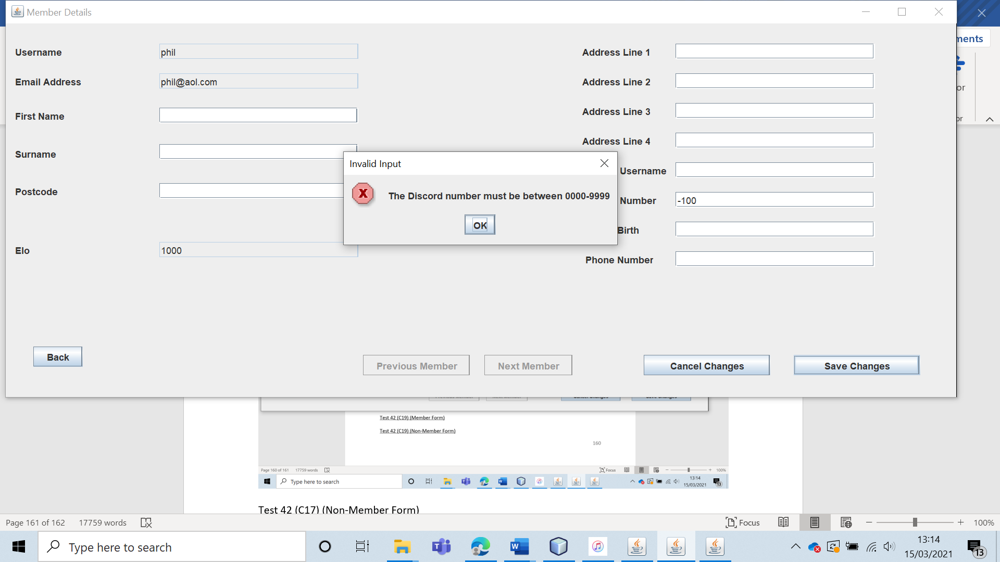 Member Details
ments
Username
phil
Address Line 1
Email Address
phil@aol.com
Address Line 2
or
First Name
Address Line 3
or
Surname
Address Line 4
Invalid Input
Username
Postcode
The Discord number must be between 0000-9999
Number
-100
OK
Birth
Elo
1000
Phone Number
Back
Previous Member
Next Member
Cancel Changes
Save Changes
Test 42 (C19) (Member Form)
Test 42 (C19) (Non-Member Form)
160
Page 160 of 161
17759 words
Focus
100%
Type here to search
13:14
15/03/2021
13
Test 42 (C17) (Non-Member Form)
Page 161 of 162
17759 words
Focus
100%
Type here to search
13:14
15/03/2021
13